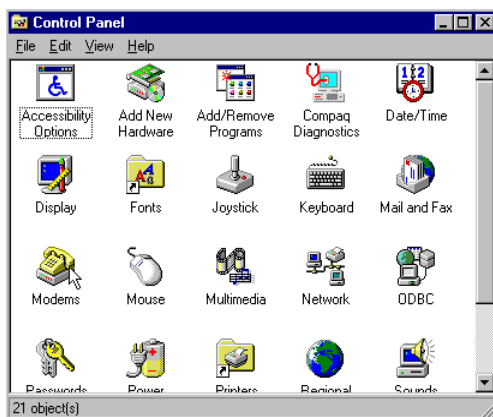 Control Panel
File Edit View Help
Accessibility Options
Add New Hardware
Add/Remove Programs
Compaq Diagnostics
Date/Time
Display
Fonts
Joystick
Keyboard
Mail and Fax
Modems
Mouse
Multimedia
Network
ODBC
Passwords
Power
Printers
Regional
Sounds
21 object(s)